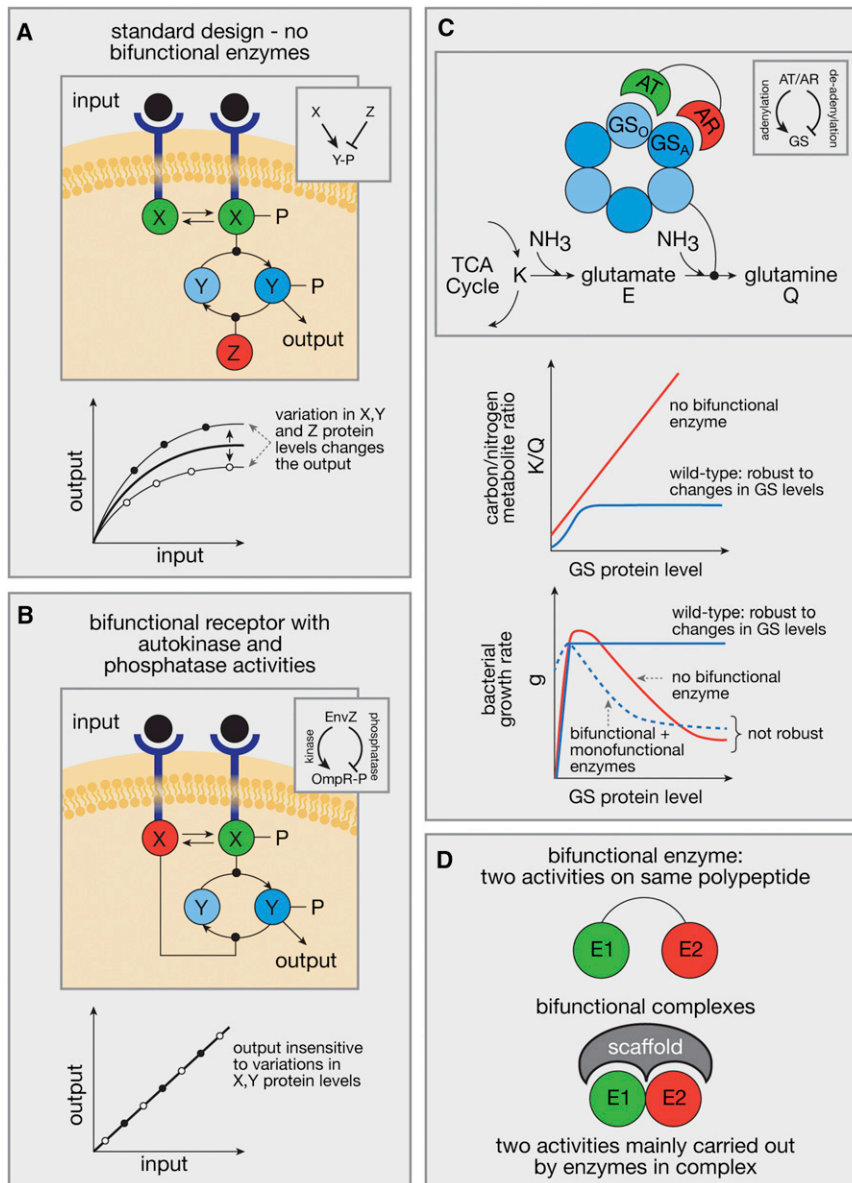 A
standard design - no
bifunctional enzymes
input
X
Z
Y-P
X
X
P
Y
Y
P
output
Z
output
variation in X,Y
and Z protein
levels changes
the output
input
B
bifunctional receptor with
autokinase and
phosphatase activities
input
EnvZ
kinase
phosphatase
OmpR-P
X
X
P
Y
Y
P
output
output
output insensitive
to variations in
X,Y protein levels
input
C
AT
AR
GSO
GSA
AT/AR
adenylation
de-adenylation
GS
TCA
Cycle
K
NH3
glutamate
E
NH3
glutamine
Q
carbon/nitrogen
metabolite ratio
K/Q
no bifunctional
enzyme
wild-type: robust to
changes in GS levels
GS protein level
bacterial
growth rate
g
wild-type: robust to
changes in GS levels
no bifunctional
enzyme
bifunctional +
monofunctional
enzymes
not robust
GS protein level
D
bifunctional enzyme:
two activities on same polypeptide
E1
E2
bifunctional complexes
scaffold
E1
E2
two activities mainly carried out
by enzymes in complex